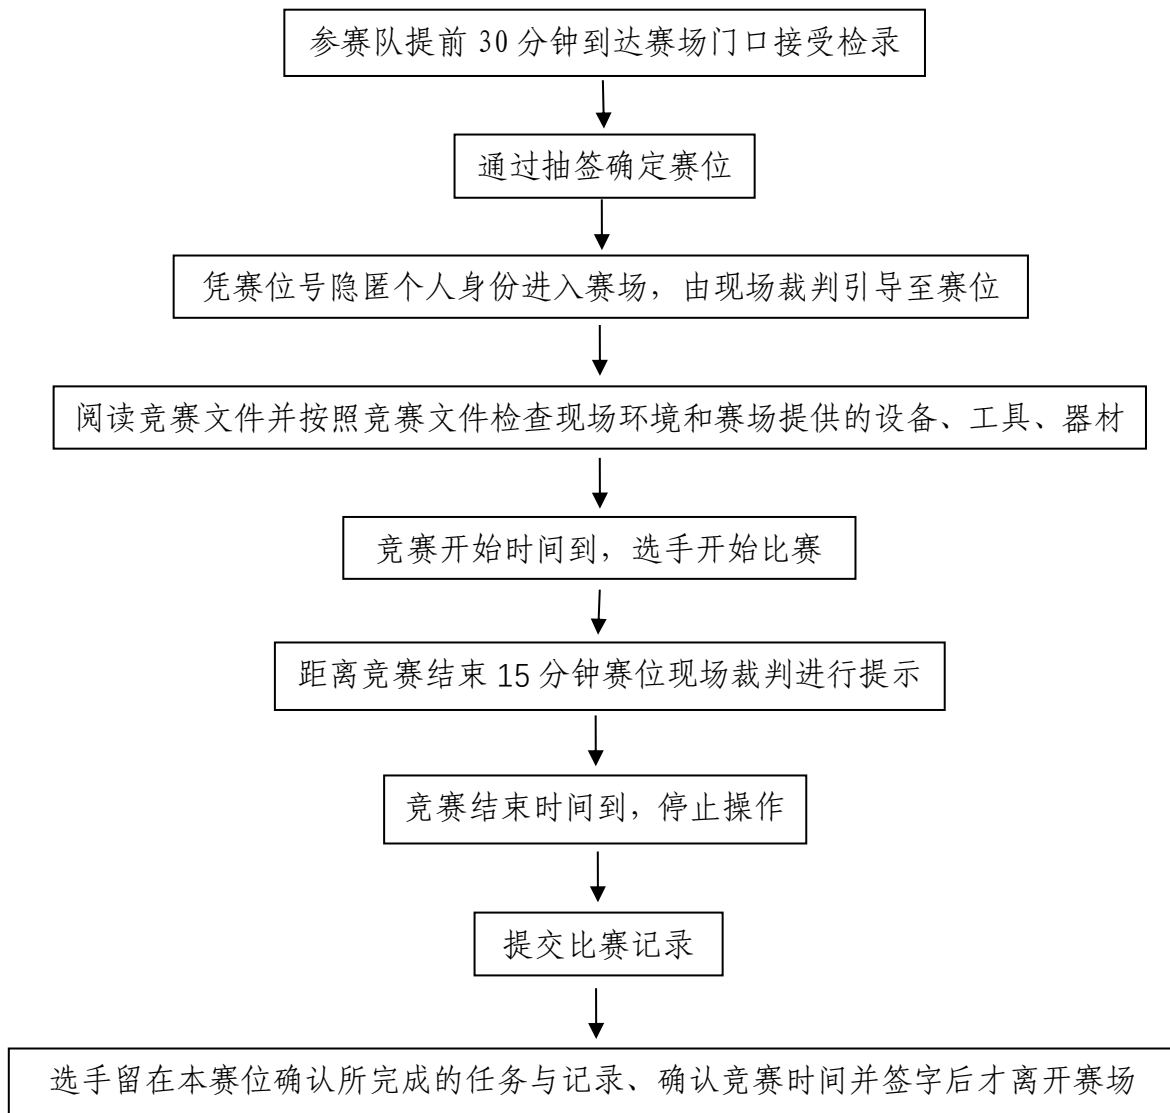 参赛队提前 30 分钟到达赛场门口接受检录
通过抽签确定赛位
凭赛位号隐匿个人身份进入赛场，由现场裁判引导至赛位
阅读竞赛文件并按照竞赛文件检查现场环境和赛场提供的设备、工具、器材
竞赛开始时间到，选手开始比赛
距离竞赛结束 15 分钟赛位现场裁判进行提示
竞赛结束时间到，停止操作
提交比赛记录
选手留在本赛位确认所完成的任务与记录、确认竞赛时间并签字后才离开赛场